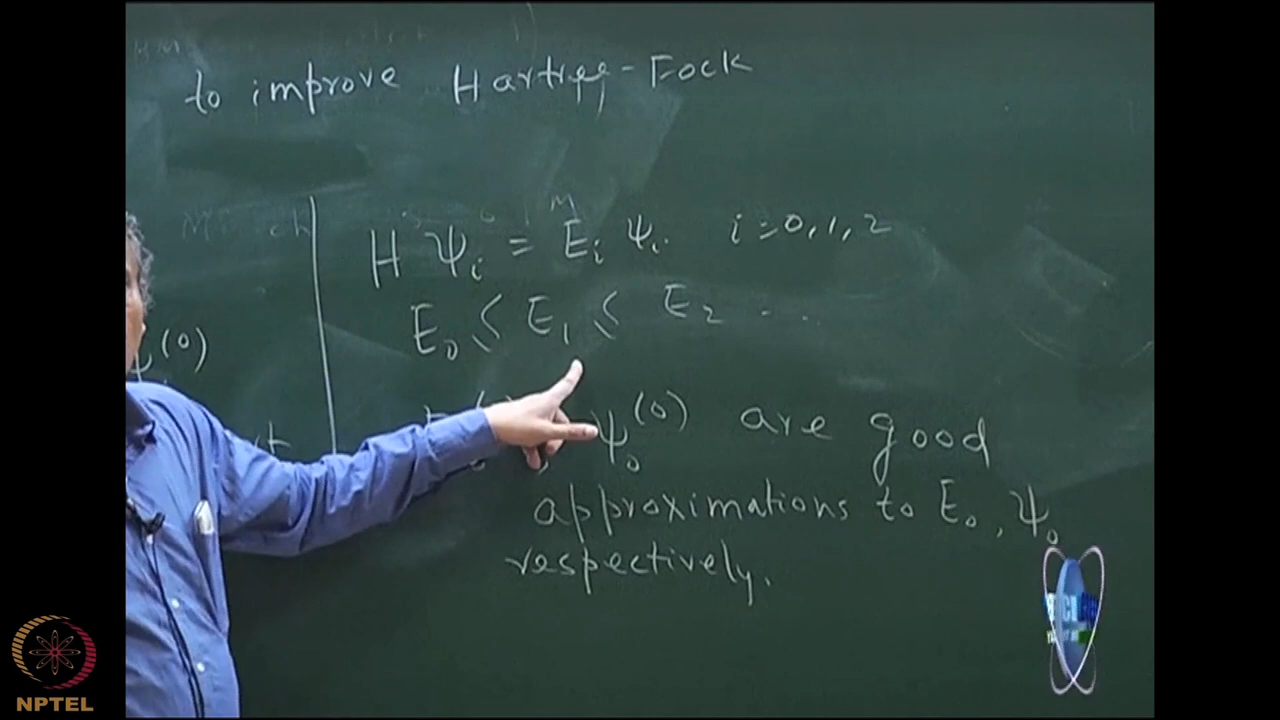 to improve Hartree-Fock
H ψᵢ = Eᵢ ψᵢ. i=0,1,2
E₀ ≤ E₁ ≤ E₂ ...
ψ⁽⁰⁾
ψ₀⁽⁰⁾ are good
approximations to E₀, ψ₀
respectively.
NPTEL